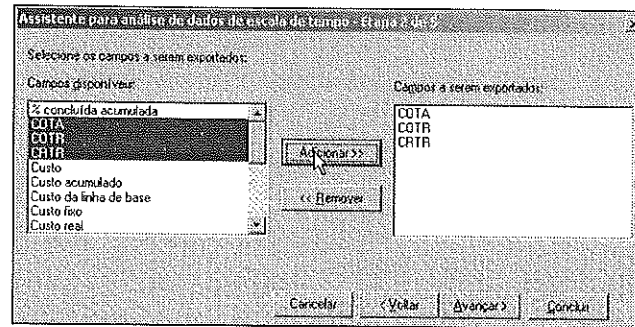 Assistente para análise de dados de escala de tempo - Etapa 2 de 5
Selecione os campos a serem exportados:
Campos disponíveis:
% concluída acumulada
COTA
COTR
CRTR
Custo
Custo acumulado
Custo da linha de base
Custo fixo
Custo real
Adicionar >>
<< Remover
Campos a serem exportados:
COTA
COTR
CRTR
Cancelar
< Voltar
Avançar >
Concluir